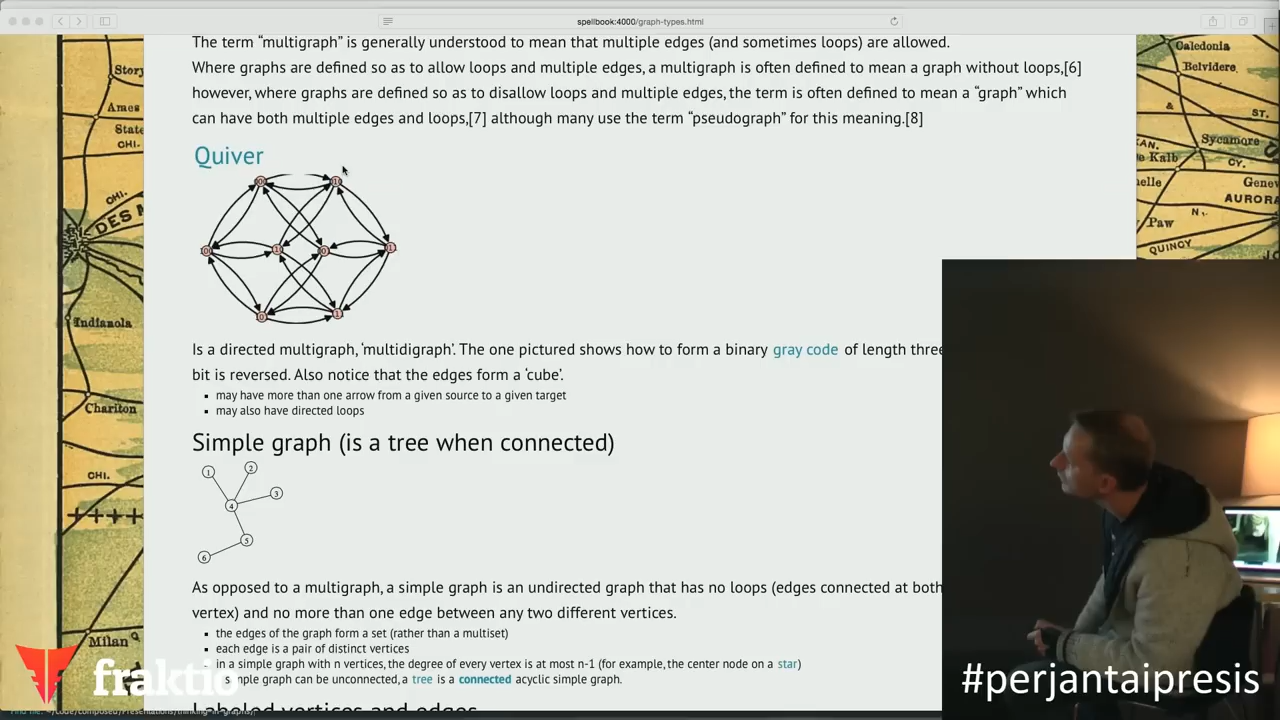 spellbook:4000/graph-types.html
The term “multigraph” is generally understood to mean that multiple edges (and sometimes loops) are allowed.
Where graphs are defined so as to allow loops and multiple edges, a multigraph is often defined to mean a graph without loops,[6]
however, where graphs are defined so as to disallow loops and multiple edges, the term is often defined to mean a “graph” which
can have both multiple edges and loops,[7] although many use the term “pseudograph” for this meaning.[8]
Quiver
Is a directed multigraph, ‘multidigraph’. The one pictured shows how to form a binary gray code of length three
bit is reversed. Also notice that the edges form a ‘cube’.
may have more than one arrow from a given source to a given target
may also have directed loops
Simple graph (is a tree when connected)
1
2
3
4
5
6
As opposed to a multigraph, a simple graph is an undirected graph that has no loops (edges connected at both
vertex) and no more than one edge between any two different vertices.
the edges of the graph form a set (rather than a multiset)
each edge is a pair of distinct vertices
in a simple graph with n vertices, the degree of every vertex is at most n-1 (for example, the center node on a star)
simple graph can be unconnected, a tree is a connected acyclic simple graph.
Labeled vertices and edges
fraktio
#perjantaipresis
Story
Ames
State
CHI.
CHI.
DES M
Indianola
Chariton
CHI.
Milan
Caledonia
Belvidere
&
ST.
KAN.
Sycamore
e Kalb
CY.
nelle
Genev
AURORA
N.
Paw
QUINCY